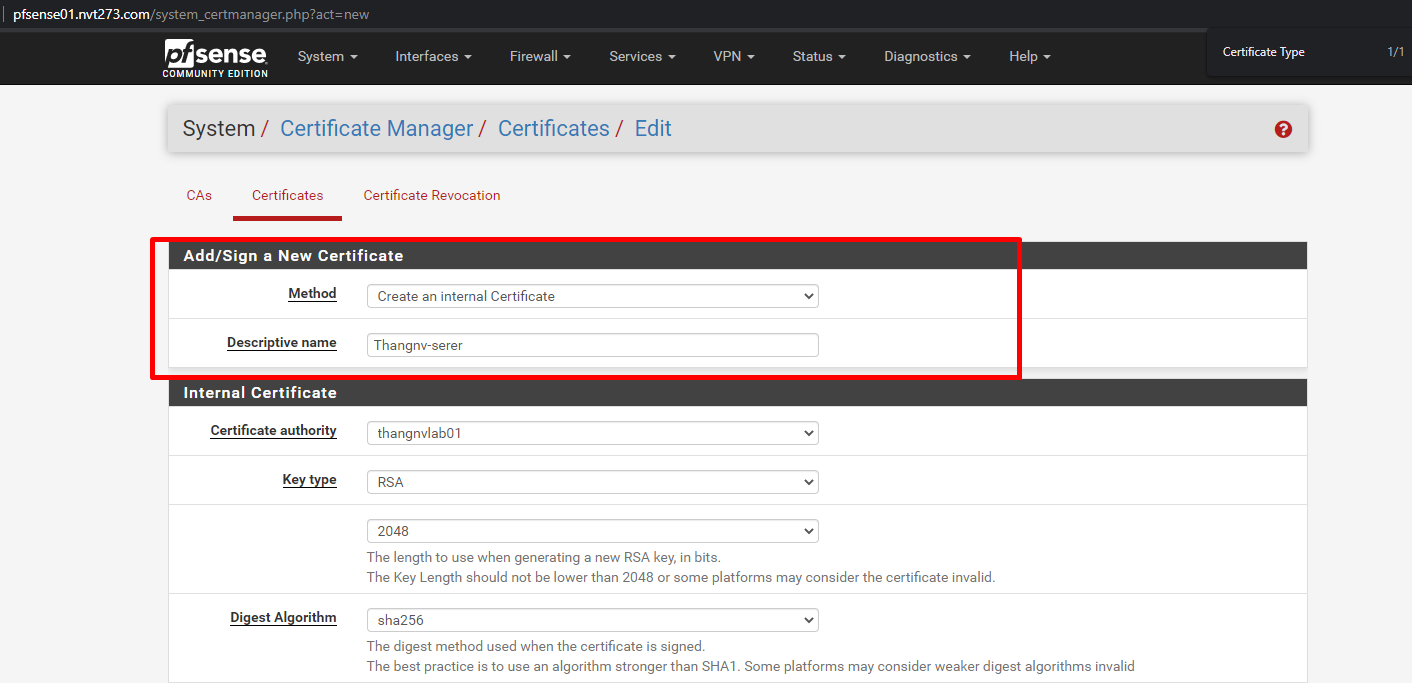 pfsense01.nvt273.com/system_certmanager.php?act=new
pfsense
COMMUNITY EDITION
System
Interfaces
Firewall
Services
VPN
Status
Diagnostics
Help
Certificate Type 1/1
System / Certificate Manager / Certificates / Edit
?
CAs Certificates Certificate Revocation
Add/Sign a New Certificate
Method Create an internal Certificate
Descriptive name Thangnv-serer
Internal Certificate
Certificate authority thangnvlab01
Key type RSA
2048
The length to use when generating a new RSA key, in bits.
The Key Length should not be lower than 2048 or some platforms may consider the certificate invalid.
Digest Algorithm sha256
The digest method used when the certificate is signed.
The best practice is to use an algorithm stronger than SHA1. Some platforms may consider weaker digest algorithms invalid